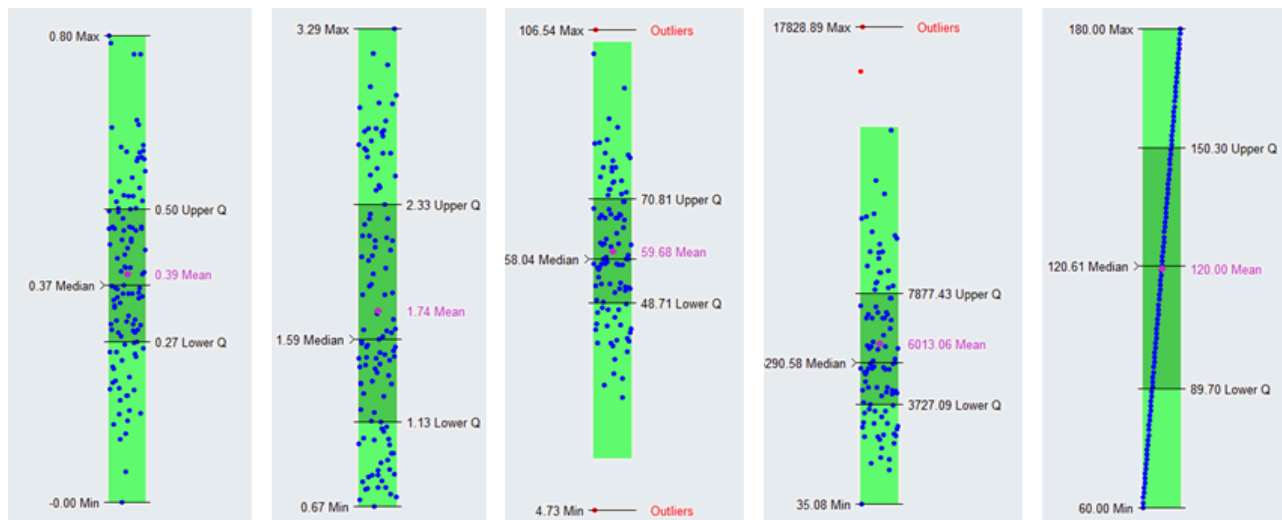 0.80 Max
0.50 Upper Q
0.39 Mean
0.37 Median
0.27 Lower Q
-0.00 Min
3.29 Max
2.33 Upper Q
1.74 Mean
1.59 Median
1.13 Lower Q
0.67 Min
106.54 Max Outliers
70.81 Upper Q
59.68 Mean
58.04 Median
48.71 Lower Q
4.73 Min Outliers
17828.89 Max Outliers
7877.43 Upper Q
6013.06 Mean
290.58 Median
3727.09 Lower Q
35.08 Min
180.00 Max
150.30 Upper Q
120.61 Median 120.00 Mean
89.70 Lower Q
60.00 Min